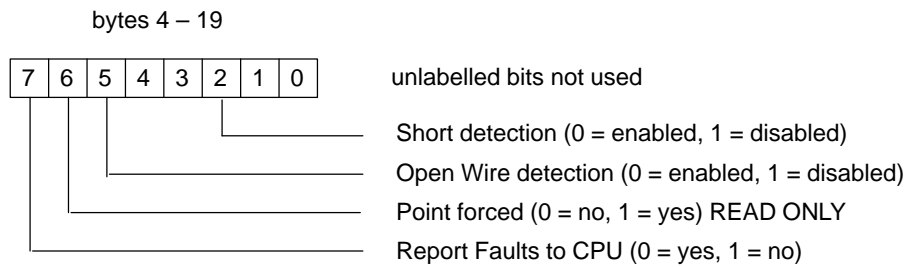 bytes 4 – 19
7 6 5 4 3 2 1 0 unlabelled bits not used
Short detection (0 = enabled, 1 = disabled)
Open Wire detection (0 = enabled, 1 = disabled)
Point forced (0 = no, 1 = yes) READ ONLY
Report Faults to CPU (0 = yes, 1 = no)